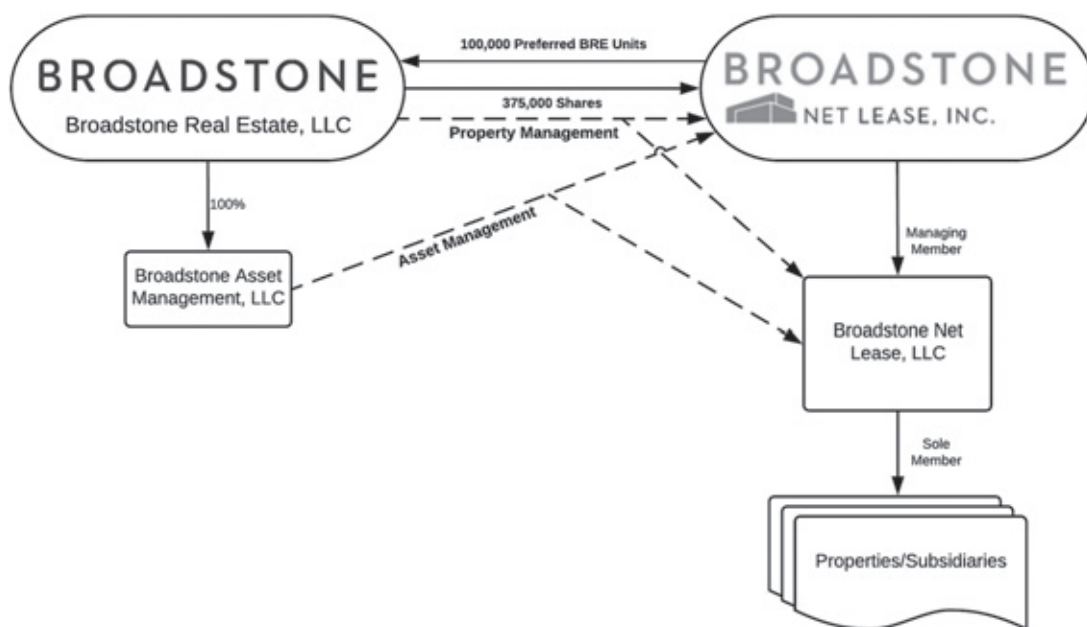 BROADSTONE
Broadstone Real Estate, LLC
100,000 Preferred BRE Units
375,000 Shares
Property Management
BROADSTONE
NET LEASE, INC.
100%
Asset Management
Managing
Member
Broadstone Asset
Management, LLC
Broadstone Net
Lease, LLC
Sole
Member
Properties/Subsidiaries